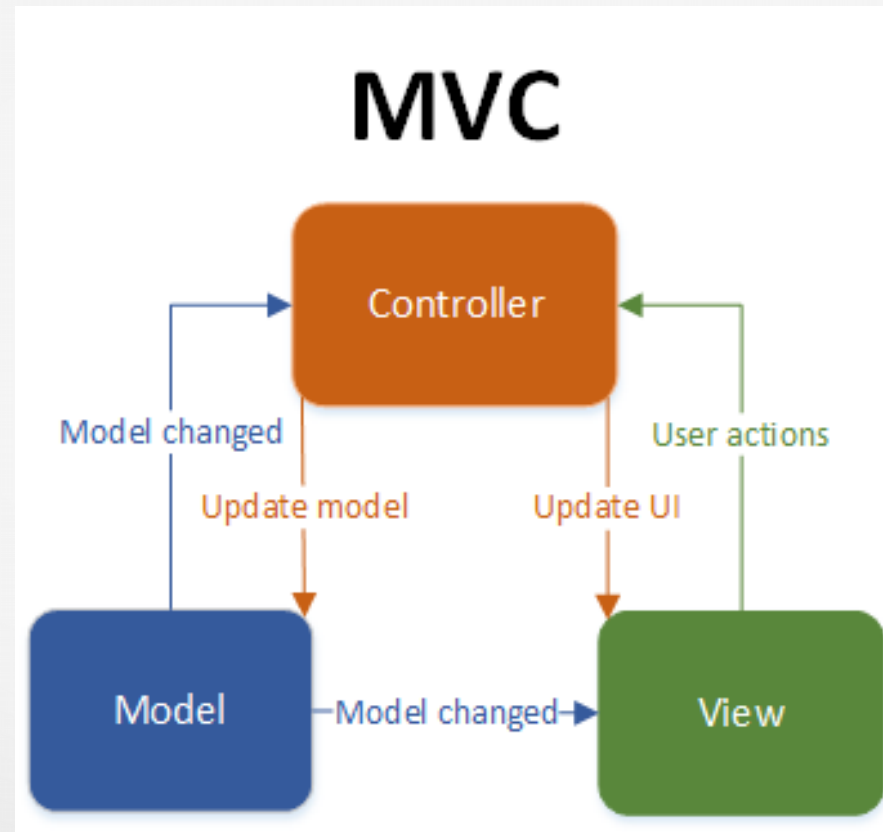 MVC
Controller
Model changed
User actions
Update model
Update UI
Model
Model changed
View